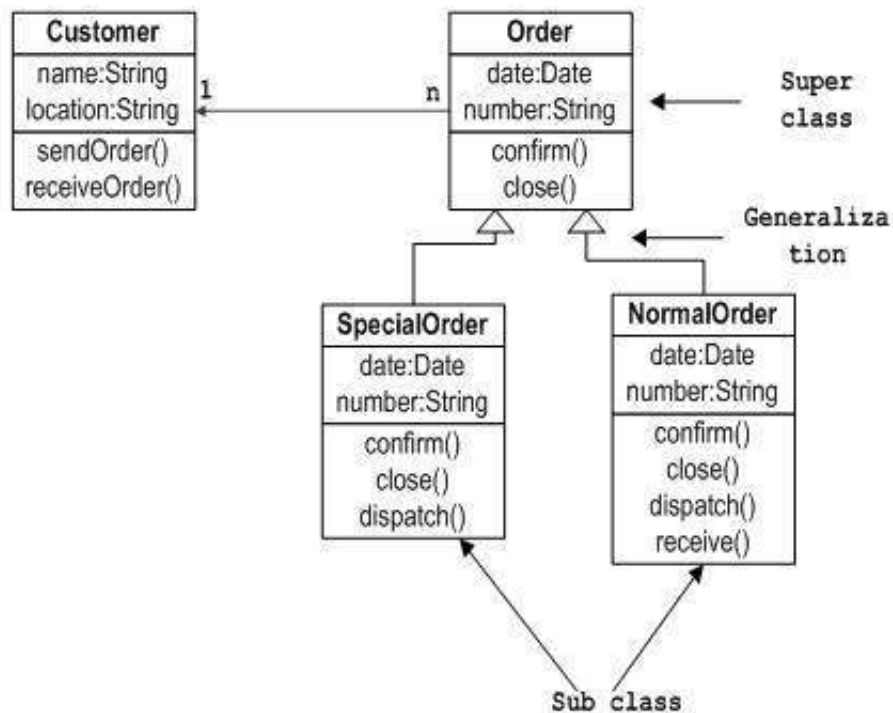 Customer
name:String
location:String
sendOrder()
receiveOrder()
1
n
Order
date:Date
number:String
confirm()
close()
Super
class
Generaliza
tion
SpecialOrder
date:Date
number:String
confirm()
close()
dispatch()
NormalOrder
date:Date
number:String
confirm()
close()
dispatch()
receive()
Sub class